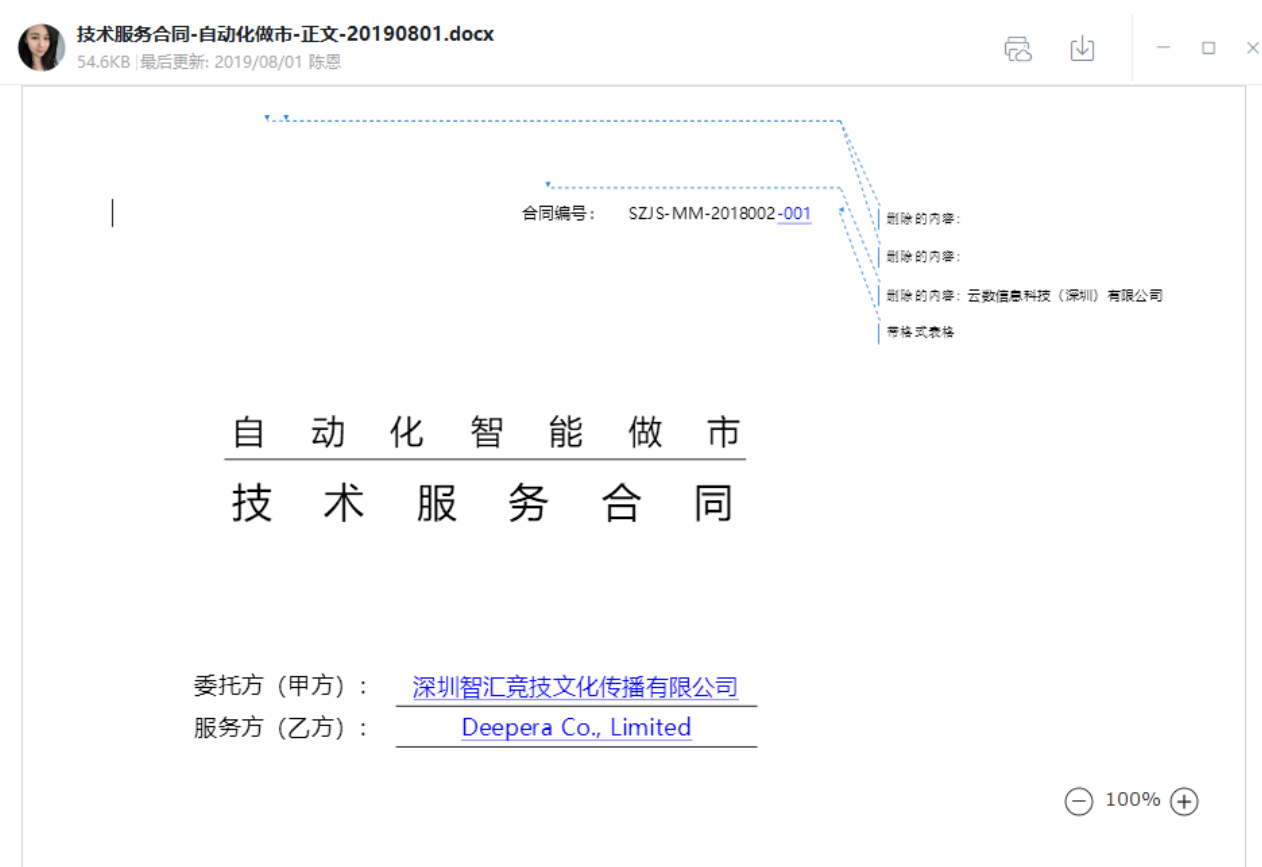 技术服务合同-自动化做市-正文-20190801.docx
54.6KB 最后更新: 2019/08/01 陈恩
合同编号： SZJS-MM-2018002-001
删除的内容：
删除的内容：
删除的内容：云数信息科技（深圳）有限公司
带格式表格
自 动 化 智 能 做 市
技 术 服 务 合 同
委托方（甲方）： 深圳智汇竞技文化传播有限公司
服务方（乙方）： Deepera Co., Limited
100%